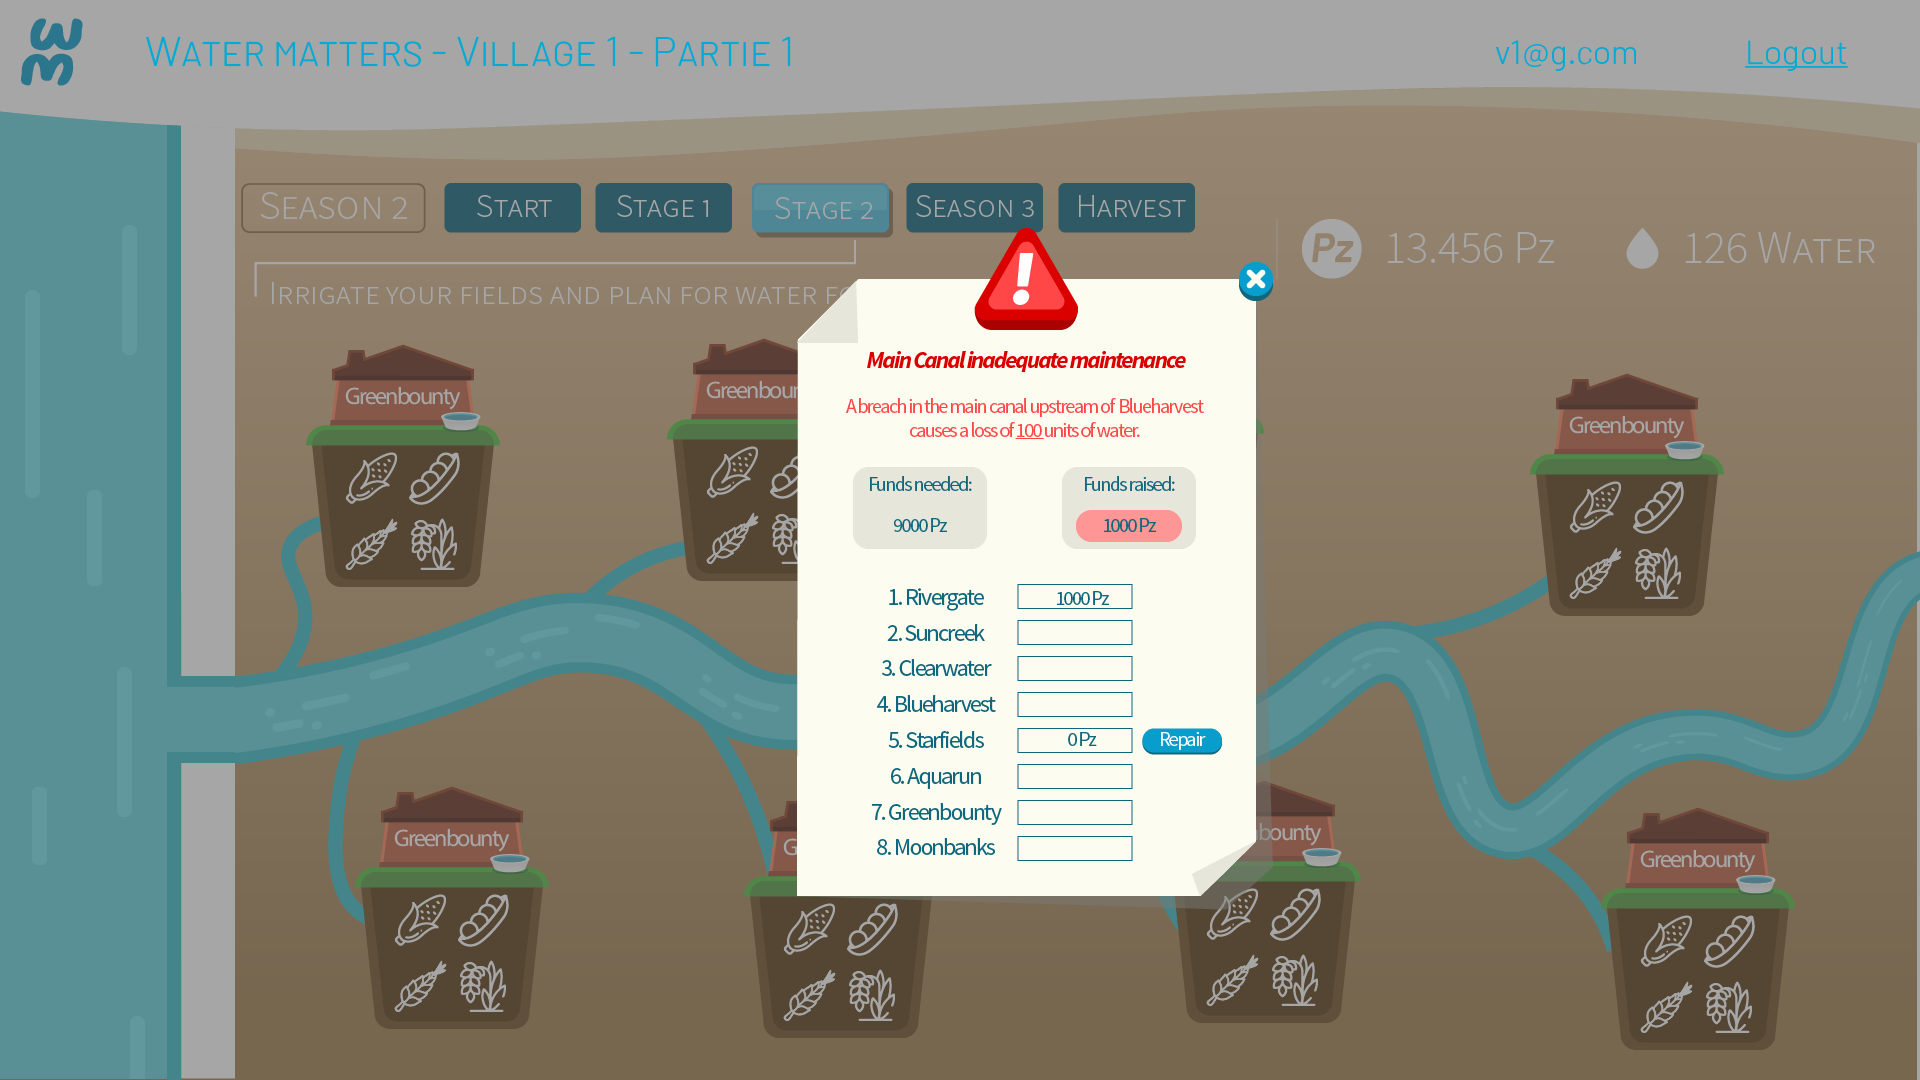 WM
WATER MATTERS - VILLAGE 1 - PARTIE 1
v1@g.com
Logout
SEASON 2
START
STAGE 1
STAGE 2
SEASON 3
HARVEST
Pz
13.456 Pz
126 WATER
IRRIGATE YOUR FIELDS AND PLAN FOR WATER
!
Main Canal inadequate maintenance
A breach in the main canal upstream of Blueharvest
causes a loss of 100 units of water.
Funds needed:
9000 Pz
Funds raised:
1000 Pz
1. Rivergate 1000 Pz
2. Suncreek
3. Clearwater
4. Blueharvest
5. Starfields 0 Pz Repair
6. Aquarun
7. Greenbounty
8. Moonbanks
Greenbounty
Greenbour
Greenbounty
Greenbounty
G
bounty
Greenbounty